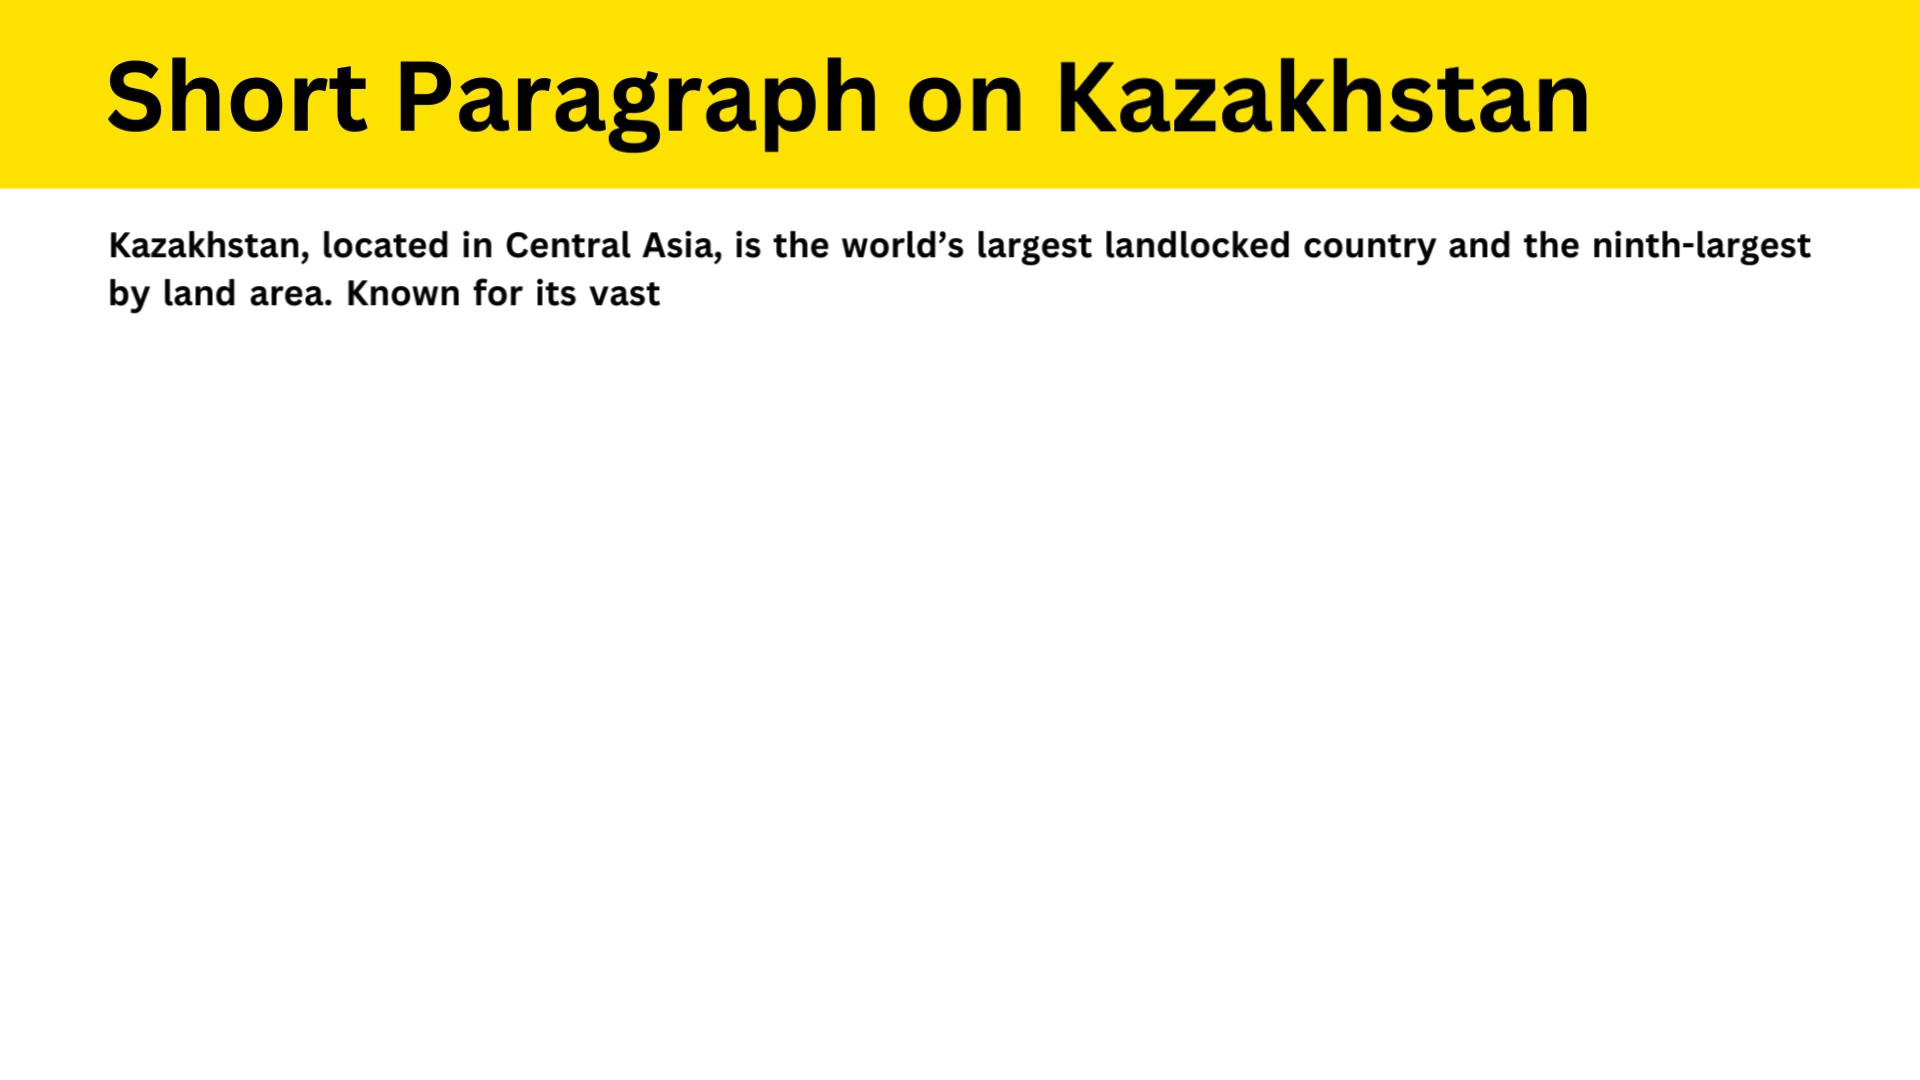 Short Paragraph on Kazakhstan
Kazakhstan, located in Central Asia, is the world’s largest landlocked country and the ninth-largest
by land area. Known for its vast